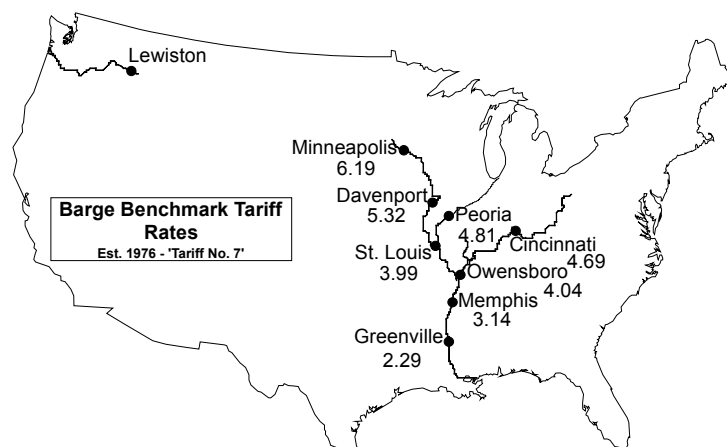 Lewiston
Minneapolis
6.19
Davenport
5.32
Peoria
4.81
Barge Benchmark Tariff
Rates
Est. 1976 - 'Tariff No. 7'
Cincinnati
4.69
St. Louis
3.99
Owensboro
4.04
Memphis
3.14
Greenville
2.29